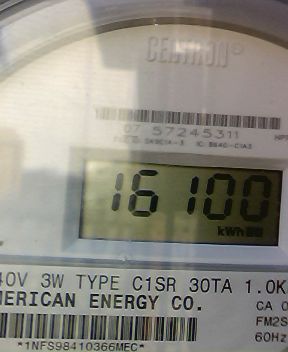 CENTRON®
07 57245311
16100
kWh
40V 3W TYPE C1SR 30TA 1.0K
MERICAN ENERGY CO.
CA 0
FM2S
60Hz
*1NFS98410366MEC*